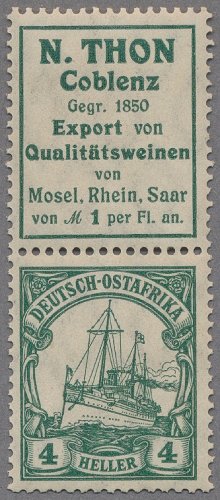 N. THON
Coblenz
Gegr. 1850
Export von
Qualitätsweinen
von
Mosel, Rhein, Saar
von ℳ 1 per Fl. an.
DEUTSCH-OSTAFRIKA
4 HELLER 4